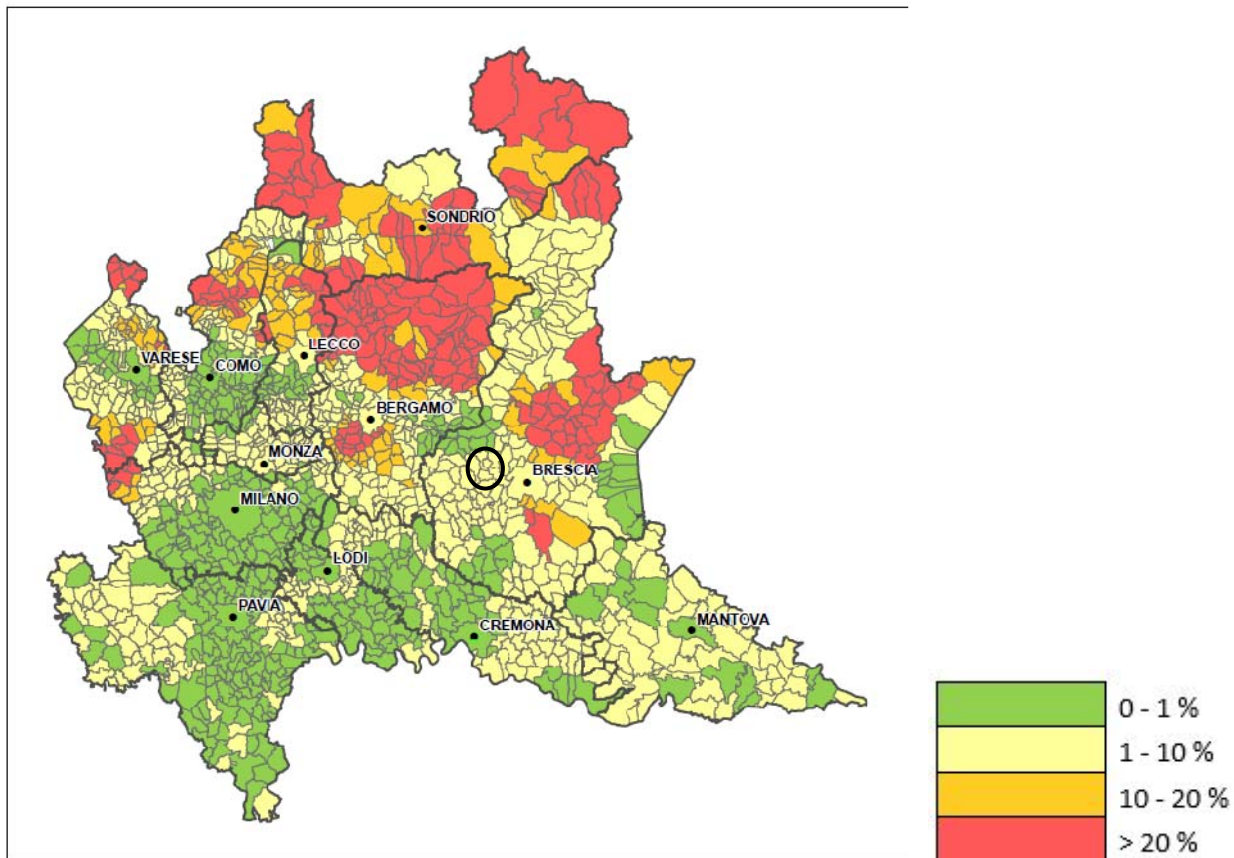 SONDRIO
LECCO
VARESE
COMO
BERGAMO
MONZA
BRESCIA
MILANO
LODI
PAVIA
CREMONA
MANTOVA
0 - 1 %
1 - 10 %
10 - 20 %
> 20 %